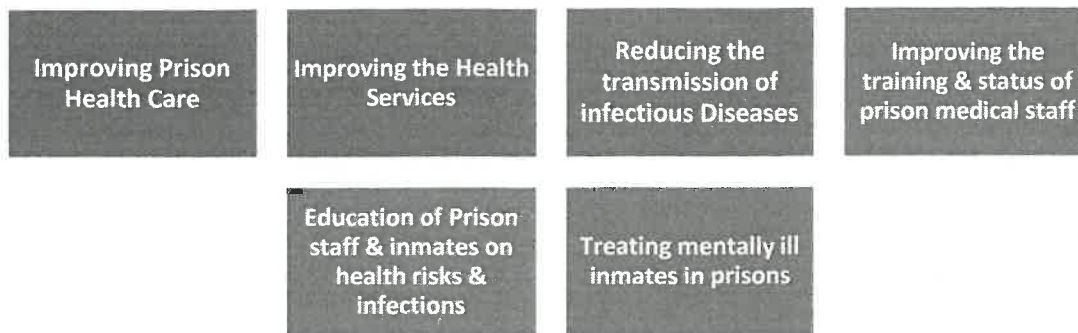 Improving Prison
Health Care
Improving the Health
Services
Reducing the
transmission of
infectious Diseases
Improving the
training & status of
prison medical staff
Education of Prison
staff & inmates on
health risks &
infections
Treating mentally ill
inmates in prisons